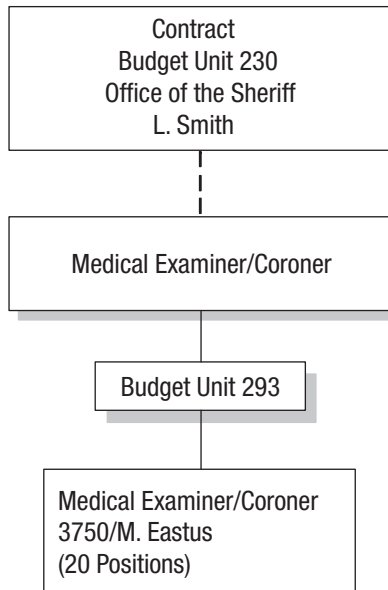 Contract
Budget Unit 230
Office of the Sheriff
L. Smith
Medical Examiner/Coroner
Budget Unit 293
Medical Examiner/Coroner
3750/M. Eastus
(20 Positions)